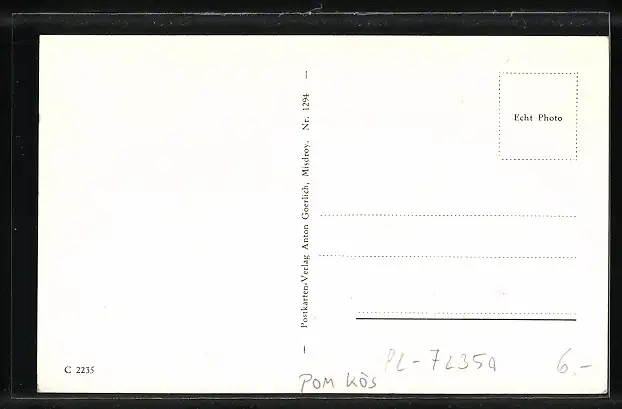 Echt Photo
Postkarten-Verlag Anton Goerlich, Misdroy, Nr. 1294
C 2235
PL-7235a
6.-
POM KÖS